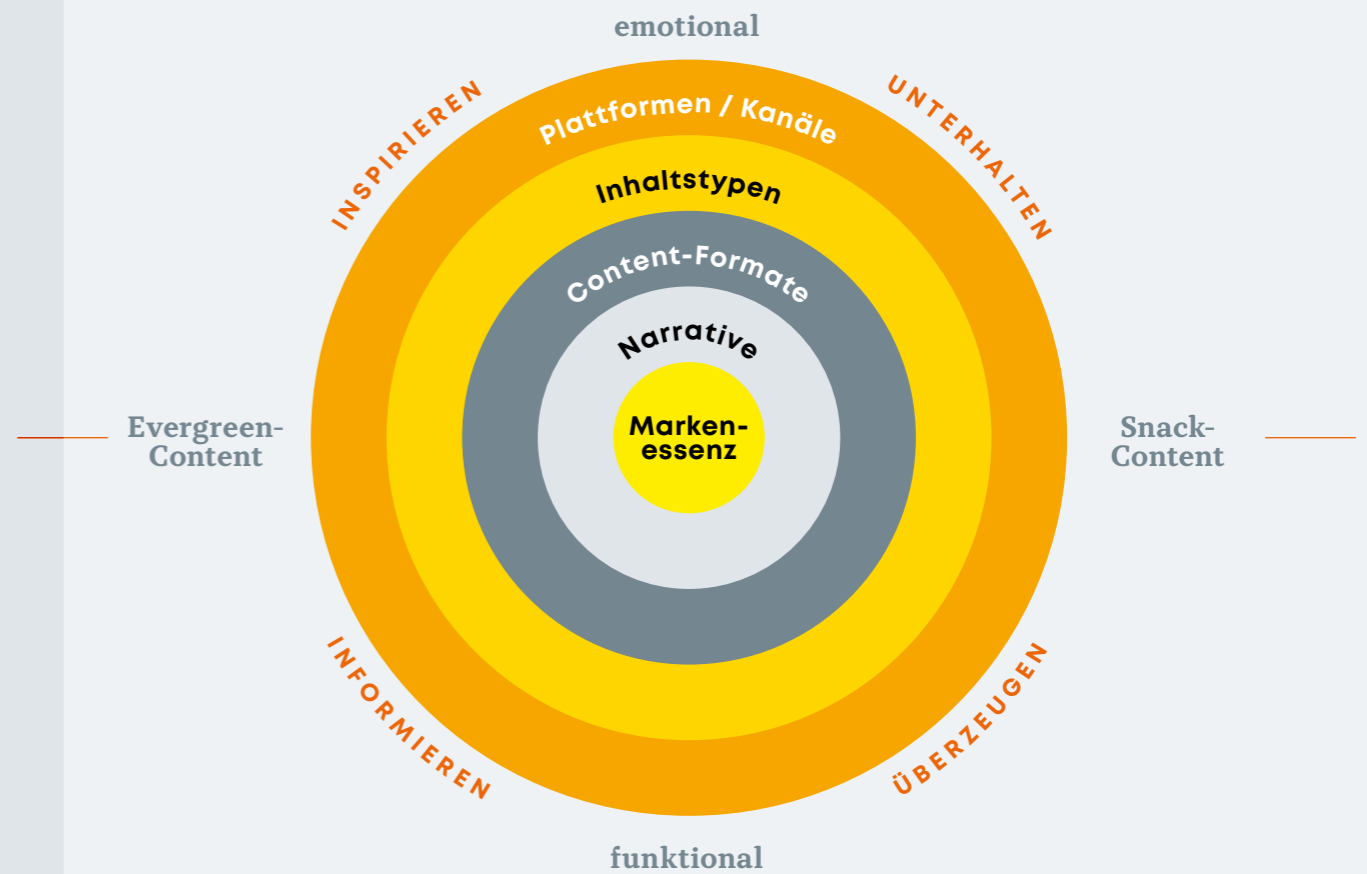 emotional
INSPIRIEREN
UNTERHALTEN
Plattformen / Kanäle
Inhaltstypen
Content-Formate
Narrative
Marken-
essenz
Evergreen-
Content
Snack-
Content
INFORMIEREN
ÜBERZEUGEN
funktional